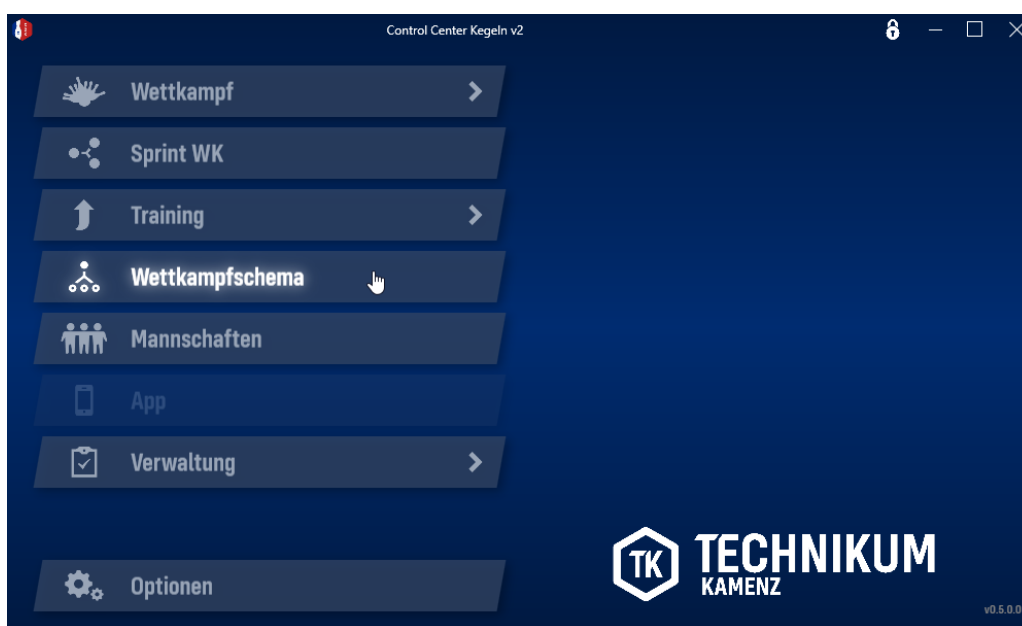 Control Center Kegeln v2
Wettkampf
Sprint WK
Training
Wettkampfschema
Mannschaften
App
Verwaltung
Optionen
TK
TECHNIKUM
KAMENZ
v0.5.0.0